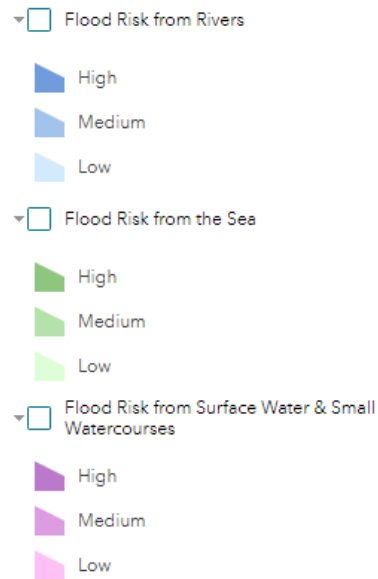 Flood Risk from Rivers
High
Medium
Low
Flood Risk from the Sea
High
Medium
Low
Flood Risk from Surface Water & Small
Watercourses
High
Medium
Low